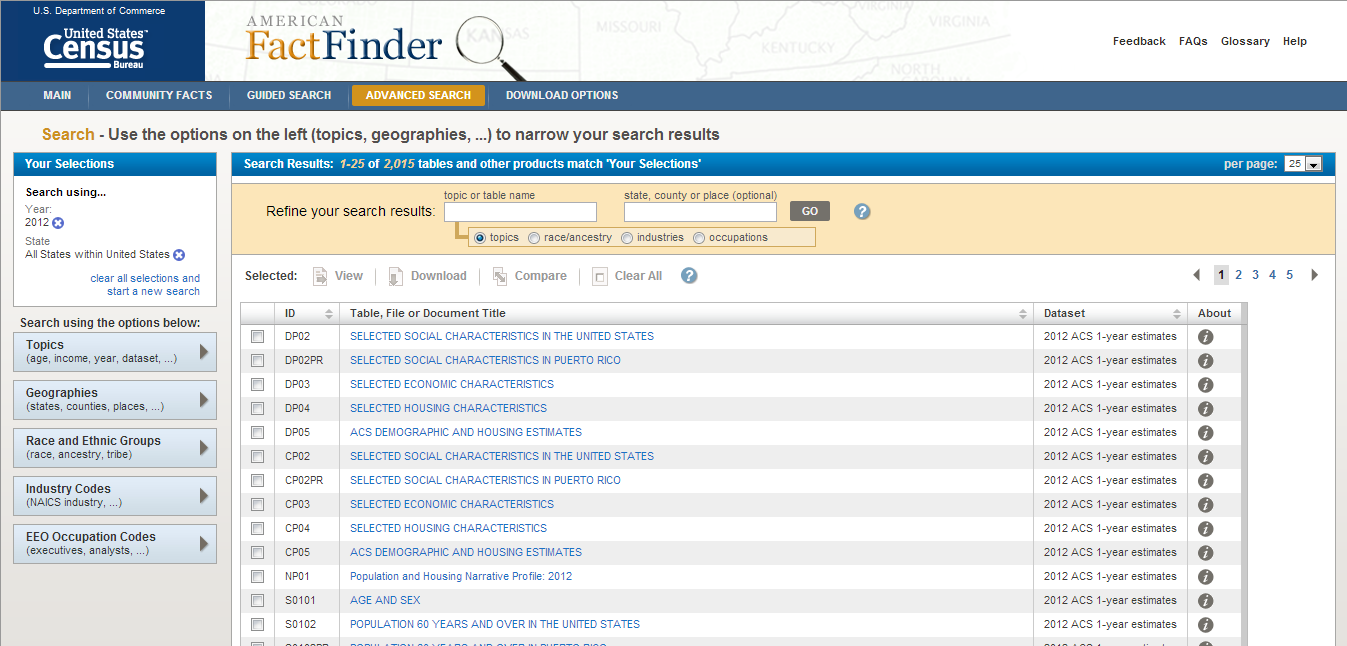 U.S. Department of Commerce
United States™
Census
Bureau
AMERICAN
FactFinder
KANSAS
MISSOURI
KENTUCKY
VIRGINIA
VIRGINIA
NORTH
Feedback FAQs Glossary Help
MAIN COMMUNITY FACTS GUIDED SEARCH ADVANCED SEARCH DOWNLOAD OPTIONS
Search - Use the options on the left (topics, geographies, ...) to narrow your search results
Your Selections
Search using...
Year:
2012
State
All States within United States
clear all selections and
start a new search
Search using the options below:
Topics
(age, income, year, dataset, ...)
Geographies
(states, counties, places, ...)
Race and Ethnic Groups
(race, ancestry, tribe)
Industry Codes
(NAICS industry, ...)
EEO Occupation Codes
(executives, analysts, ...)
Search Results: 1-25 of 2,015 tables and other products match 'Your Selections'
per page: 25
topic or table name state, county or place (optional)
Refine your search results: GO ?
topics race/ancestry industries occupations
Selected: View Download Compare Clear All ?
1 2 3 4 5
ID Table, File or Document Title Dataset About
DP02 SELECTED SOCIAL CHARACTERISTICS IN THE UNITED STATES 2012 ACS 1-year estimates i
DP02PR SELECTED SOCIAL CHARACTERISTICS IN PUERTO RICO 2012 ACS 1-year estimates i
DP03 SELECTED ECONOMIC CHARACTERISTICS 2012 ACS 1-year estimates i
DP04 SELECTED HOUSING CHARACTERISTICS 2012 ACS 1-year estimates i
DP05 ACS DEMOGRAPHIC AND HOUSING ESTIMATES 2012 ACS 1-year estimates i
CP02 SELECTED SOCIAL CHARACTERISTICS IN THE UNITED STATES 2012 ACS 1-year estimates i
CP02PR SELECTED SOCIAL CHARACTERISTICS IN PUERTO RICO 2012 ACS 1-year estimates i
CP03 SELECTED ECONOMIC CHARACTERISTICS 2012 ACS 1-year estimates i
CP04 SELECTED HOUSING CHARACTERISTICS 2012 ACS 1-year estimates i
CP05 ACS DEMOGRAPHIC AND HOUSING ESTIMATES 2012 ACS 1-year estimates i
NP01 Population and Housing Narrative Profile: 2012 2012 ACS 1-year estimates i
S0101 AGE AND SEX 2012 ACS 1-year estimates i
S0102 POPULATION 60 YEARS AND OVER IN THE UNITED STATES 2012 ACS 1-year estimates i